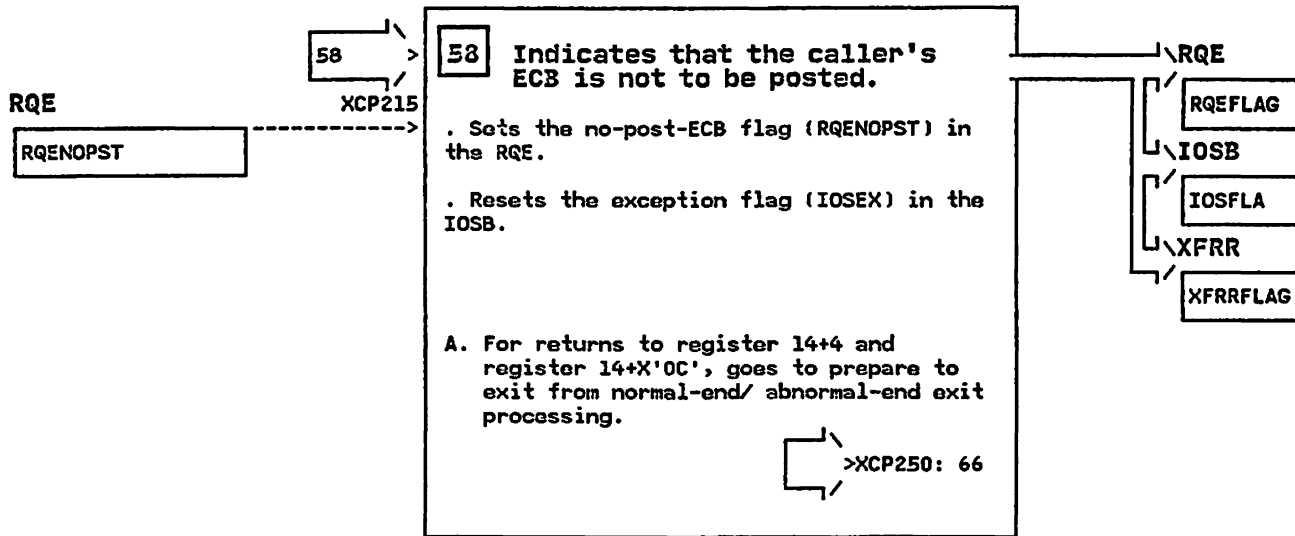 58
>
RQE
XCP215
RQENOPST
>
58
Indicates that the caller's
ECB is not to be posted.
. Sets the no-post-ECB flag (RQENOPST) in
the RQE.
. Resets the exception flag (IOSEX) in the
IOSB.
A. For returns to register 14+4 and
register 14+X'0C', goes to prepare to
exit from normal-end/ abnormal-end exit
processing.
>XCP250: 66
RQE
RQEFLAG
IOSB
IOSFLA
XFRR
XFRRFLAG